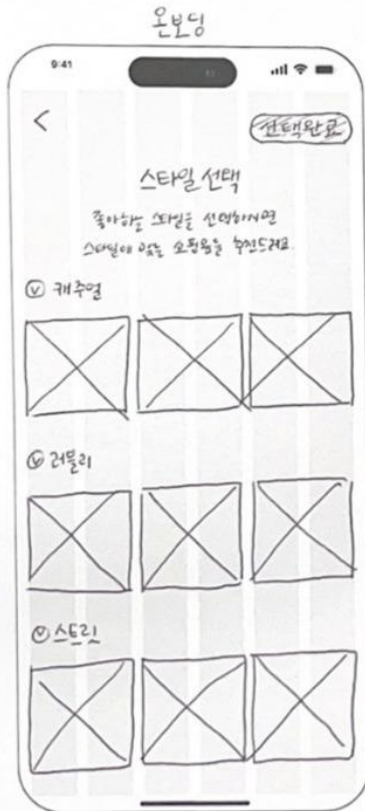 온보딩
9:41
선택완료
스타일 선택
좋아하는 스타일을 선택하시면
스타일에 맞는 쇼핑몰을 추천드려요.
캐주얼
러블리
스트릿